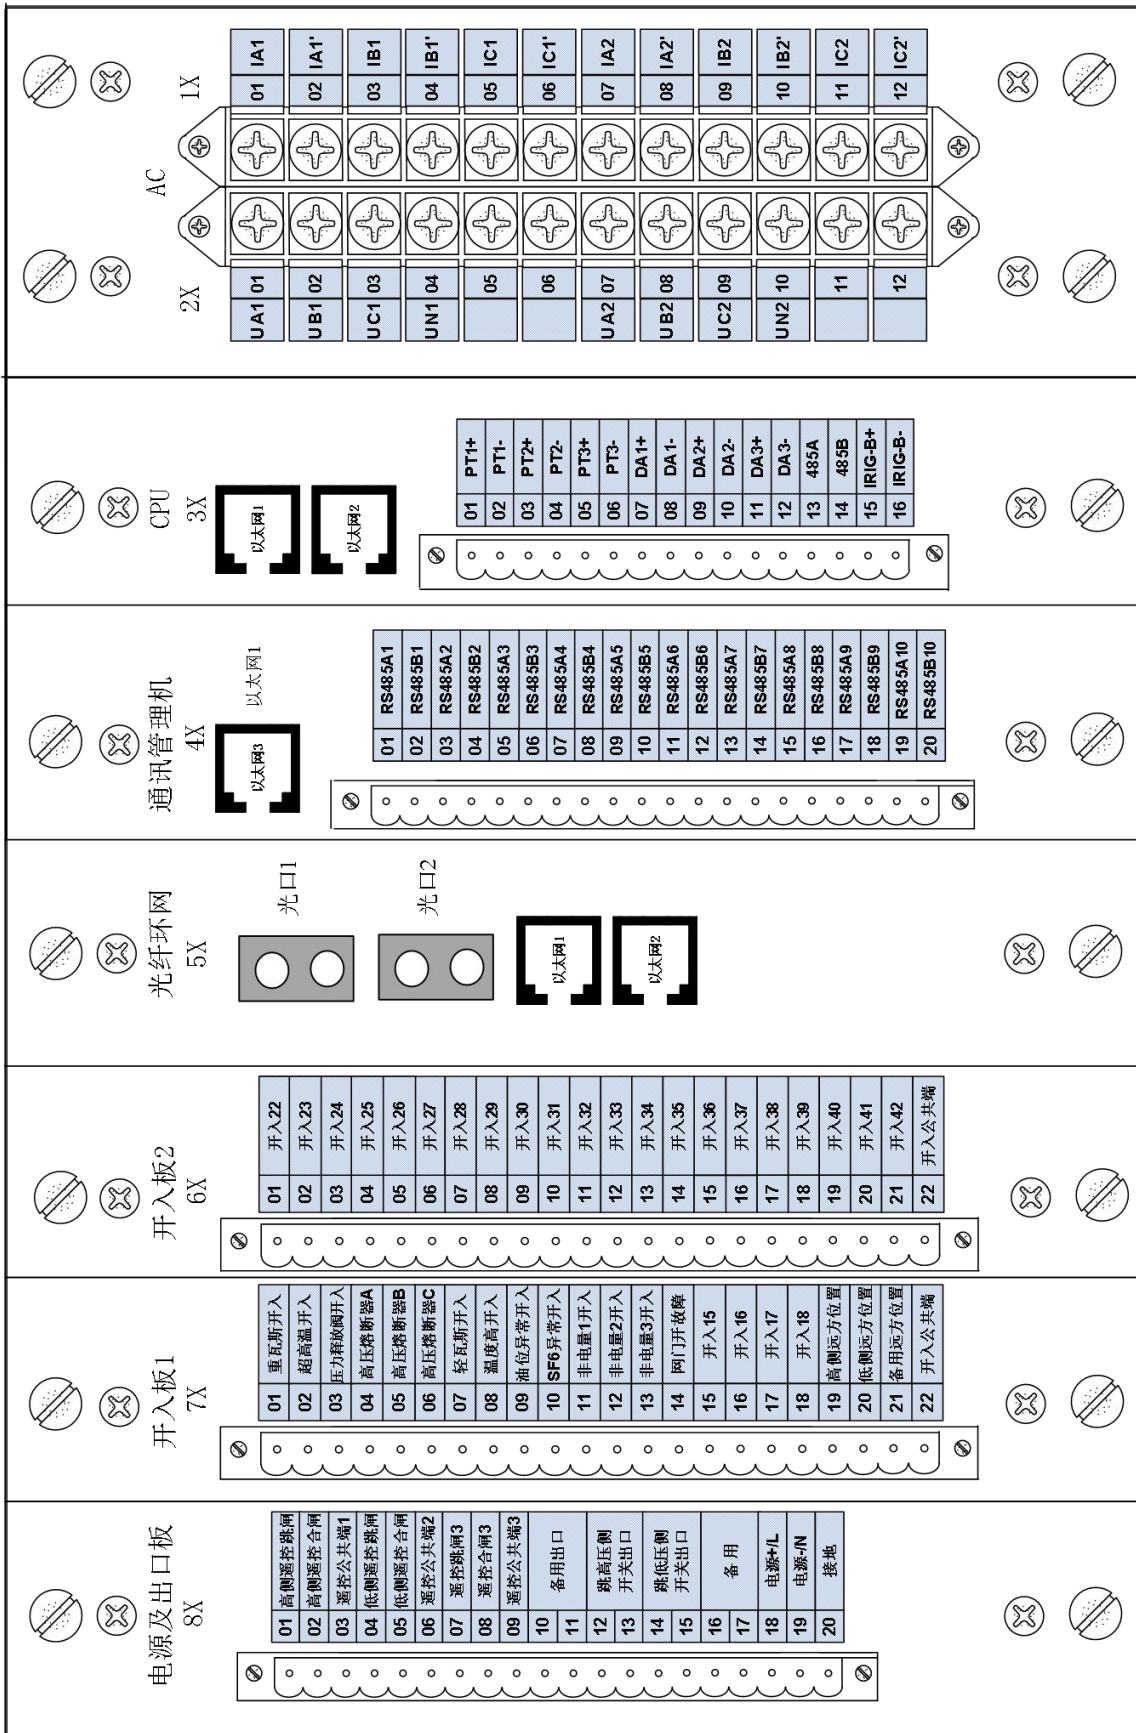 AC
1X
01 IA1
02 IA1'
03 IB1
04 IB1'
05 IC1
06 IC1'
07 IA2
08 IA2'
09 IB2
10 IB2'
11 IC2
12 IC2'
2X
UA1 01
UB1 02
UC1 03
UN1 04
05
06
UA2 07
UB2 08
UC2 09
UN2 10
11
12
CPU
3X
以太网1
以太网2
01 PT1+
02 PT1-
03 PT2+
04 PT2-
05 PT3+
06 PT3-
07 DA1+
08 DA1-
09 DA2+
10 DA2-
11 DA3+
12 DA3-
13 485A
14 485B
15 IRIG-B+
16 IRIG-B-
通讯管理机
4X
以太网3
以太网1
01 RS485A1
02 RS485B1
03 RS485A2
04 RS485B2
05 RS485A3
06 RS485B3
07 RS485A4
08 RS485B4
09 RS485A5
10 RS485B5
11 RS485A6
12 RS485B6
13 RS485A7
14 RS485B7
15 RS485A8
16 RS485B8
17 RS485A9
18 RS485B9
19 RS485A10
20 RS485B10
光纤环网
5X
光口1
光口2
以太网1
以太网2
开入板2
6X
01 开入22
02 开入23
03 开入24
04 开入25
05 开入26
06 开入27
07 开入28
08 开入29
09 开入30
10 开入31
11 开入32
12 开入33
13 开入34
14 开入35
15 开入36
16 开入37
17 开入38
18 开入39
19 开入40
20 开入41
21 开入42
22 开入公共端
开入板1
7X
01 重瓦斯开入
02 超高温开入
03 压力释放阀开入
04 高压熔断器A
05 高压熔断器B
06 高压熔断器C
07 轻瓦斯开入
08 温度高开入
09 油位异常开入
10 SF6异常开入
11 非电量1开入
12 非电量2开入
13 非电量3开入
14 网门开故障
15 开入15
16 开入16
17 开入17
18 开入18
19 高侧远方位置
20 低侧远方位置
21 备用远方位置
22 开入公共端
电源及出口板
8X
01 高侧遥控跳闸
02 高侧遥控合闸
03 遥控公共端1
04 低侧遥控跳闸
05 低侧遥控合闸
06 遥控公共端2
07 遥控跳闸3
08 遥控合闸3
09 遥控公共端3
10
11
备用出口
12
13
跳高压侧
开关出口
14
15
跳低压侧
开关出口
16
17
备用
18 电源+/L
19 电源-/N
20 接地